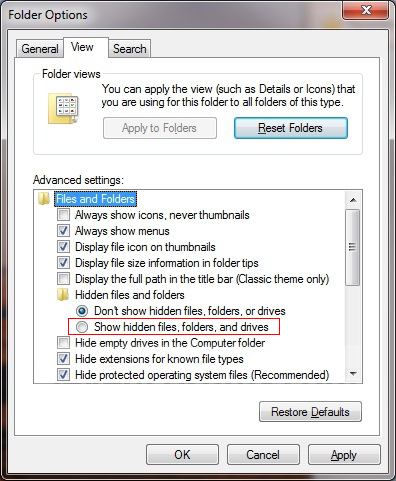 Folder Options
General View Search
Folder views
You can apply the view (such as Details or Icons) that
you are using for this folder to all folders of this type.
Apply to Folders Reset Folders
Advanced settings:
Files and Folders
Always show icons, never thumbnails
Always show menus
Display file icon on thumbnails
Display file size information in folder tips
Display the full path in the title bar (Classic theme only)
Hidden files and folders
Don't show hidden files, folders, or drives
Show hidden files, folders, and drives
Hide empty drives in the Computer folder
Hide extensions for known file types
Hide protected operating system files (Recommended)
Restore Defaults
OK Cancel Apply